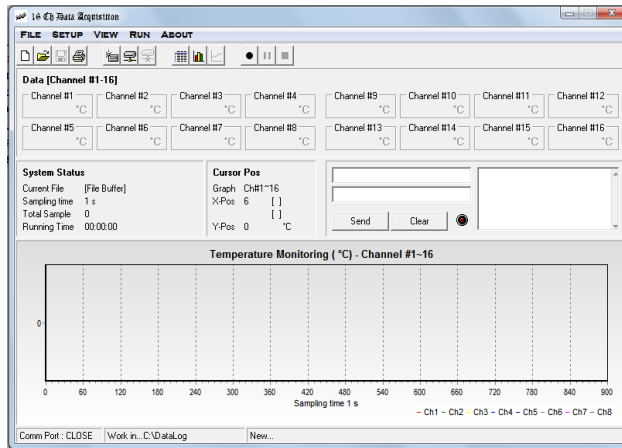 16 Ch Data Acquisition
FILE SETUP VIEW RUN ABOUT
Data [Channel #1-16]
Channel #1 Channel #2 Channel #3 Channel #4 Channel #9 Channel #10 Channel #11 Channel #12
°C °C °C °C °C °C °C °C
Channel #5 Channel #6 Channel #7 Channel #8 Channel #13 Channel #14 Channel #15 Channel #16
°C °C °C °C °C °C °C °C
System Status Cursor Pos
Current File [File Buffer] Graph Ch#1~16
Sampling time 1 s X-Pos 6 [ ]
Total Sample 0 [ ]
Running Time 00:00:00 Y-Pos 0 °C
Send Clear
Temperature Monitoring ( °C) - Channel #1~16
0
0 60 120 180 240 300 360 420 480 540 600 660 720 780 840 900
Sampling time 1 s
Ch1 Ch2 Ch3 Ch4 Ch5 Ch6 Ch7 Ch8
Comm Port : CLOSE Work in...C:\DataLog New...